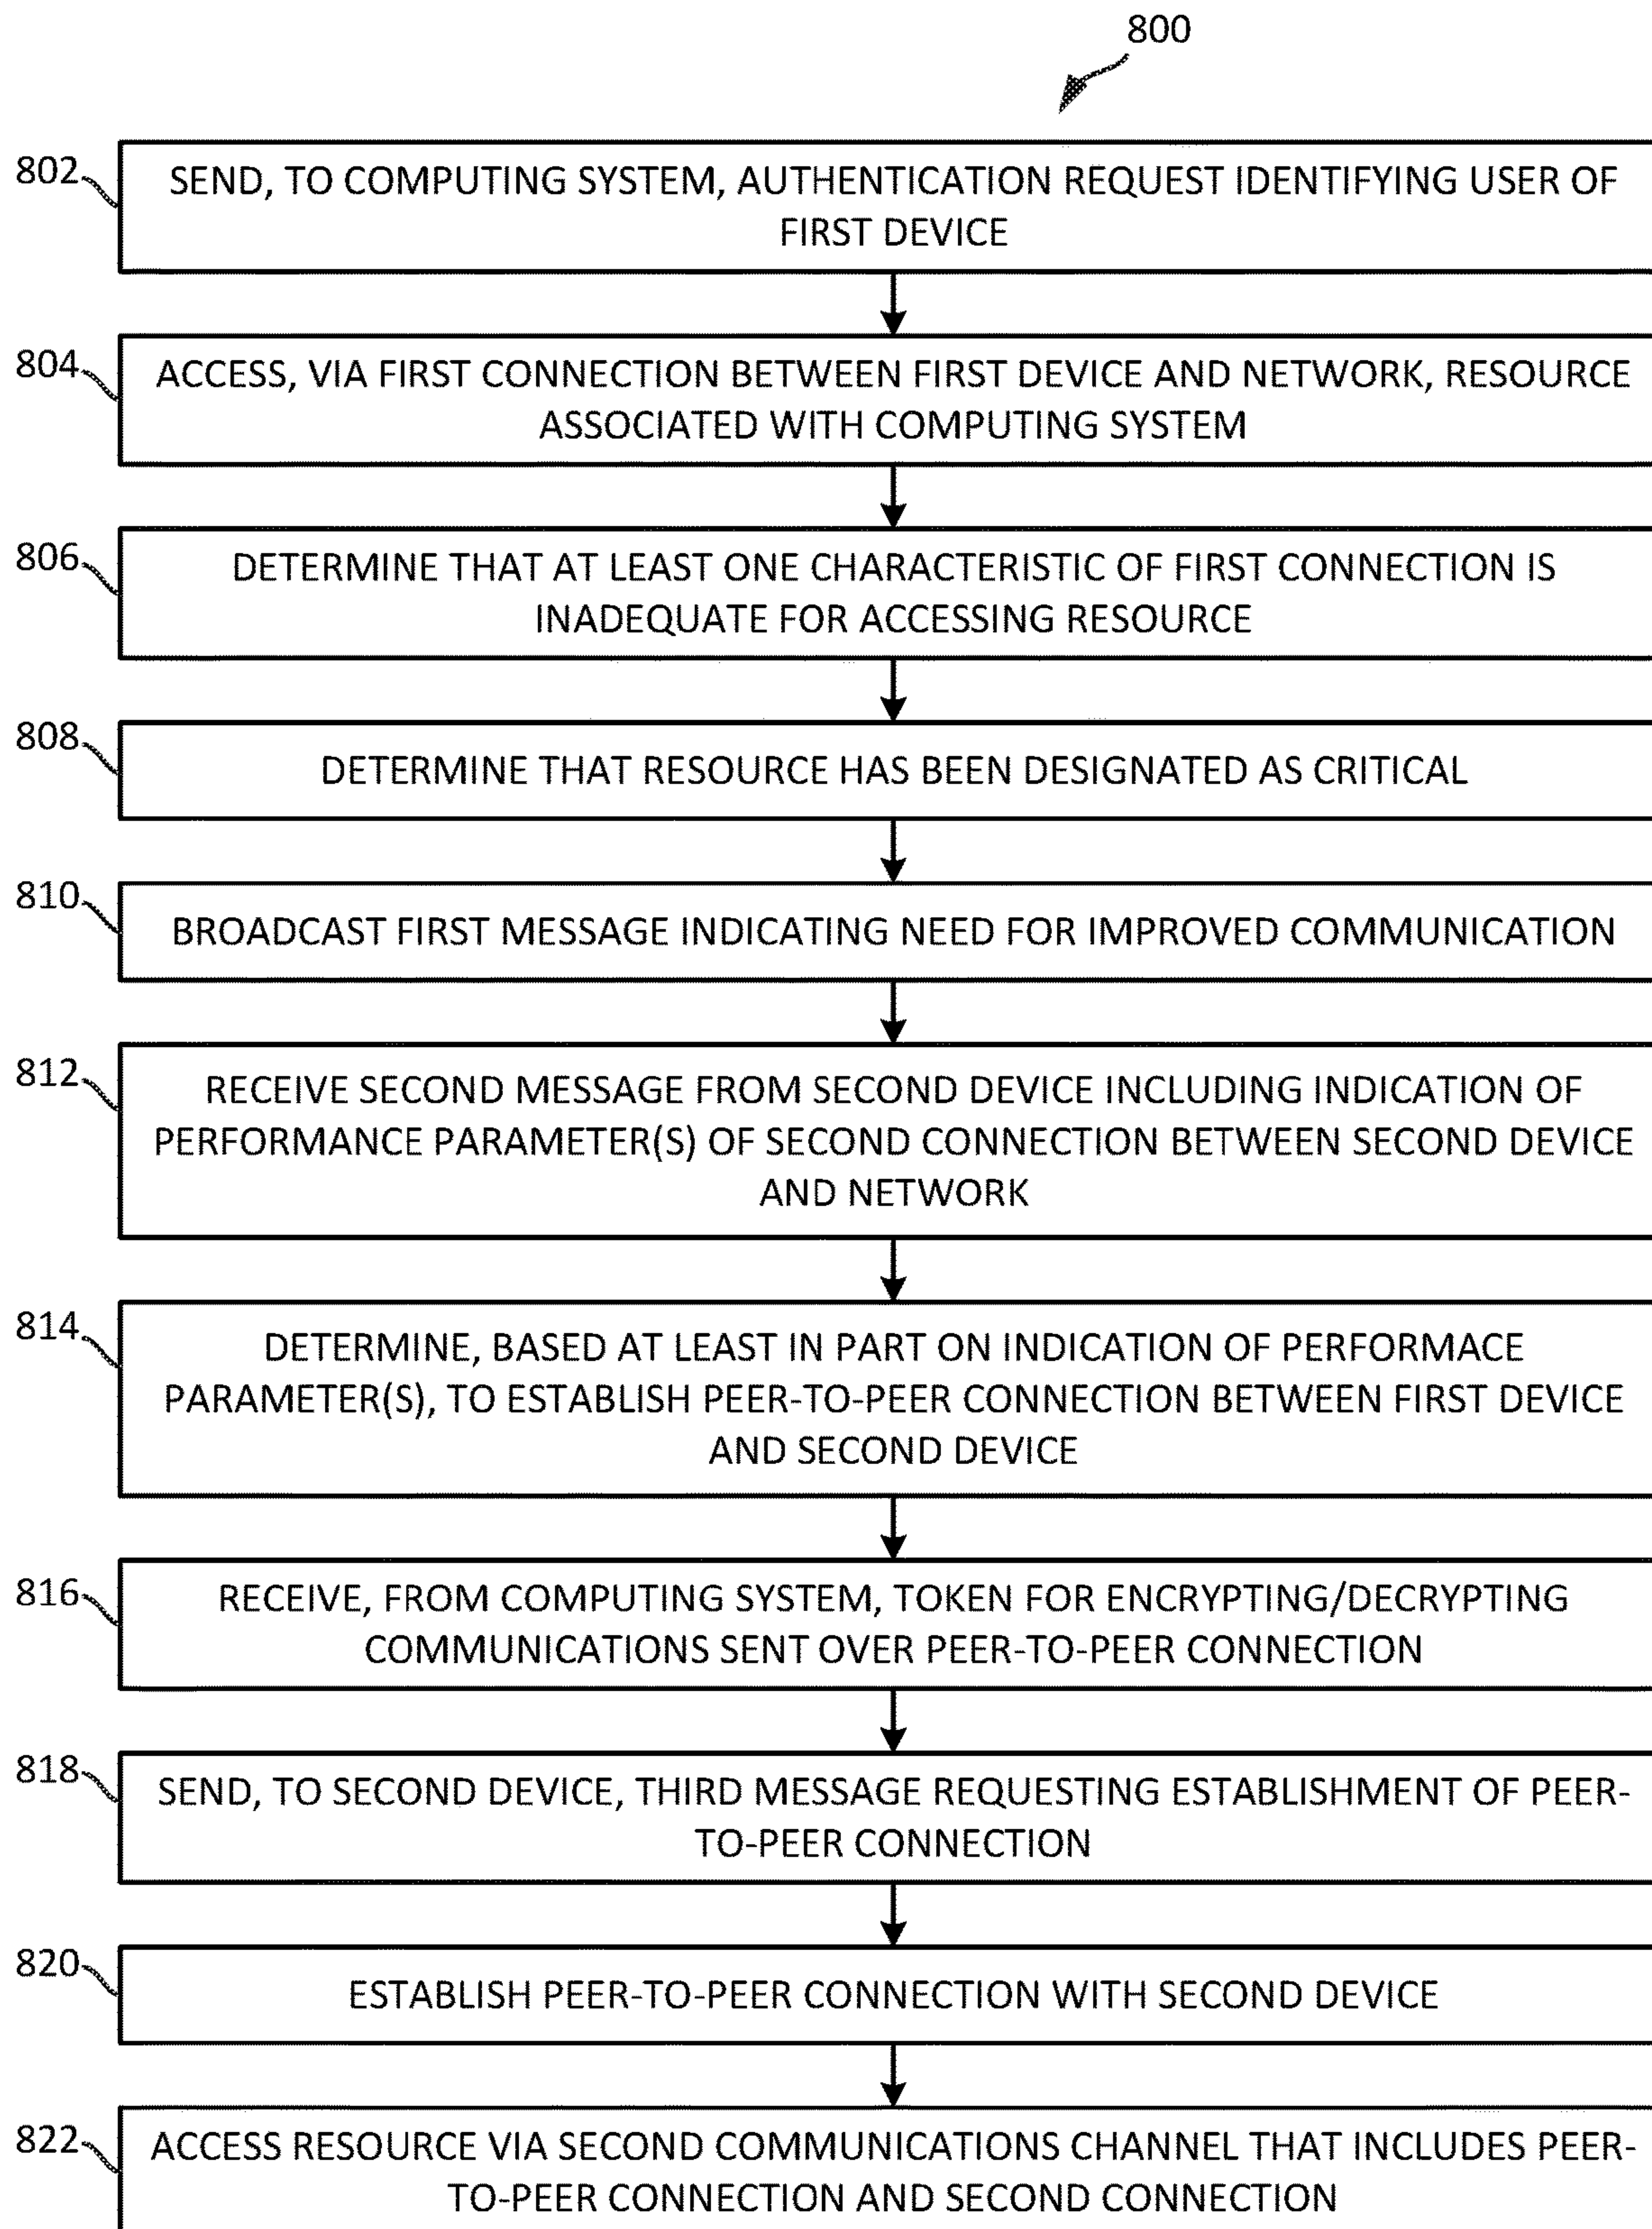 800
802
SEND, TO COMPUTING SYSTEM, AUTHENTICATION REQUEST IDENTIFYING USER OF
FIRST DEVICE
804
ACCESS, VIA FIRST CONNECTION BETWEEN FIRST DEVICE AND NETWORK, RESOURCE
ASSOCIATED WITH COMPUTING SYSTEM
806
DETERMINE THAT AT LEAST ONE CHARACTERISTIC OF FIRST CONNECTION IS
INADEQUATE FOR ACCESSING RESOURCE
808
DETERMINE THAT RESOURCE HAS BEEN DESIGNATED AS CRITICAL
810
BROADCAST FIRST MESSAGE INDICATING NEED FOR IMPROVED COMMUNICATION
812
RECEIVE SECOND MESSAGE FROM SECOND DEVICE INCLUDING INDICATION OF
PERFORMANCE PARAMETER(S) OF SECOND CONNECTION BETWEEN SECOND DEVICE
AND NETWORK
814
DETERMINE, BASED AT LEAST IN PART ON INDICATION OF PERFORMACE
PARAMETER(S), TO ESTABLISH PEER-TO-PEER CONNECTION BETWEEN FIRST DEVICE
AND SECOND DEVICE
816
RECEIVE, FROM COMPUTING SYSTEM, TOKEN FOR ENCRYPTING/DECRYPTING
COMMUNICATIONS SENT OVER PEER-TO-PEER CONNECTION
818
SEND, TO SECOND DEVICE, THIRD MESSAGE REQUESTING ESTABLISHMENT OF PEER-
TO-PEER CONNECTION
820
ESTABLISH PEER-TO-PEER CONNECTION WITH SECOND DEVICE
822
ACCESS RESOURCE VIA SECOND COMMUNICATIONS CHANNEL THAT INCLUDES PEER-
TO-PEER CONNECTION AND SECOND CONNECTION